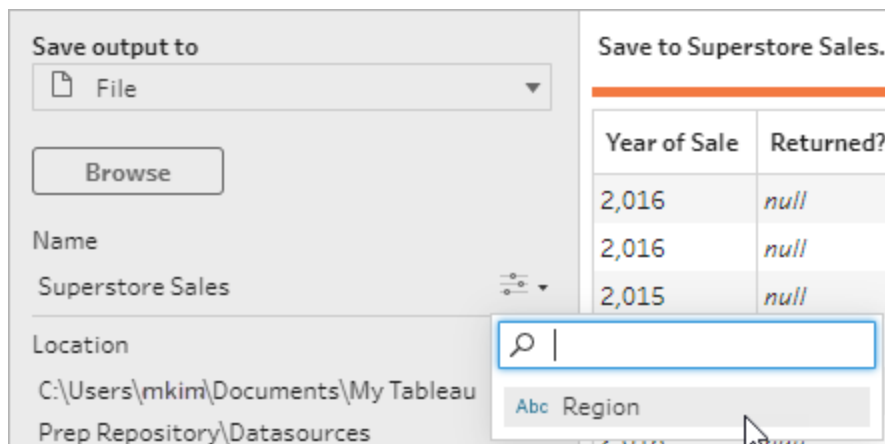 Save output to
File
Browse
Name
Superstore Sales
Location
C:\Users\mkim\Documents\My Tableau
Prep Repository\Datasources
Save to Superstore Sales.
Year of Sale Returned?
2,016 null
2,016 null
2,015 null
Abc Region